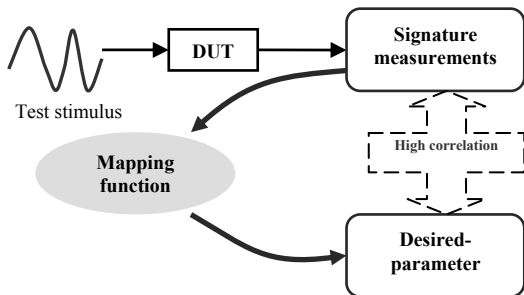 DUT
Signature
measurements
Test stimulus
High correlation
Mapping
function
Desired-
parameter